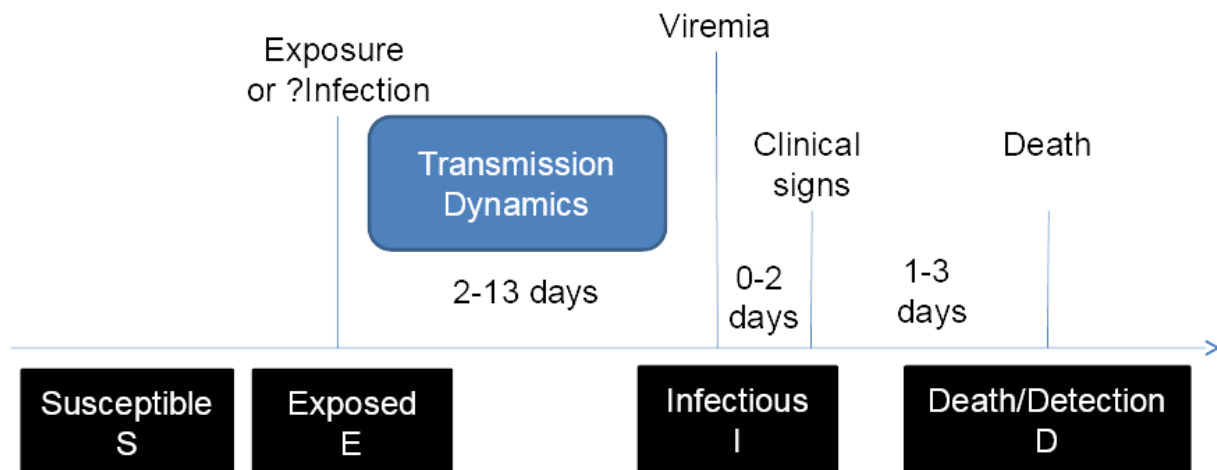 Exposure
or ?Infection
Transmission
Dynamics
2-13 days
Viremia
0-2
days
Clinical
signs
1-3
days
Death
Susceptible
S
Exposed
E
Infectious
I
Death/Detection
D